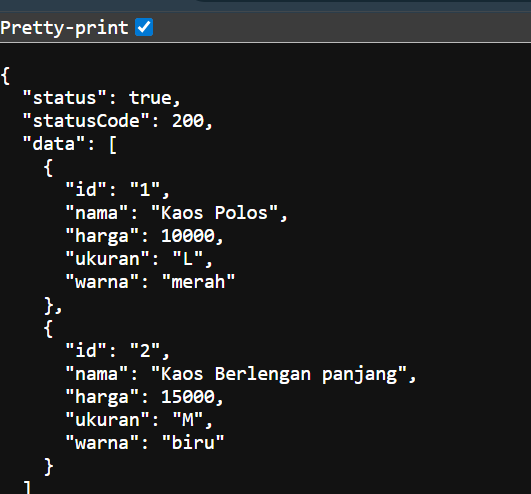 Pretty-print
{
"status": true,
"statusCode": 200,
"data": [
{
"id": "1",
"nama": "Kaos Polos",
"harga": 10000,
"ukuran": "L",
"warna": "merah"
},
{
"id": "2",
"nama": "Kaos Berlengan panjang",
"harga": 15000,
"ukuran": "M",
"warna": "biru"
}
]